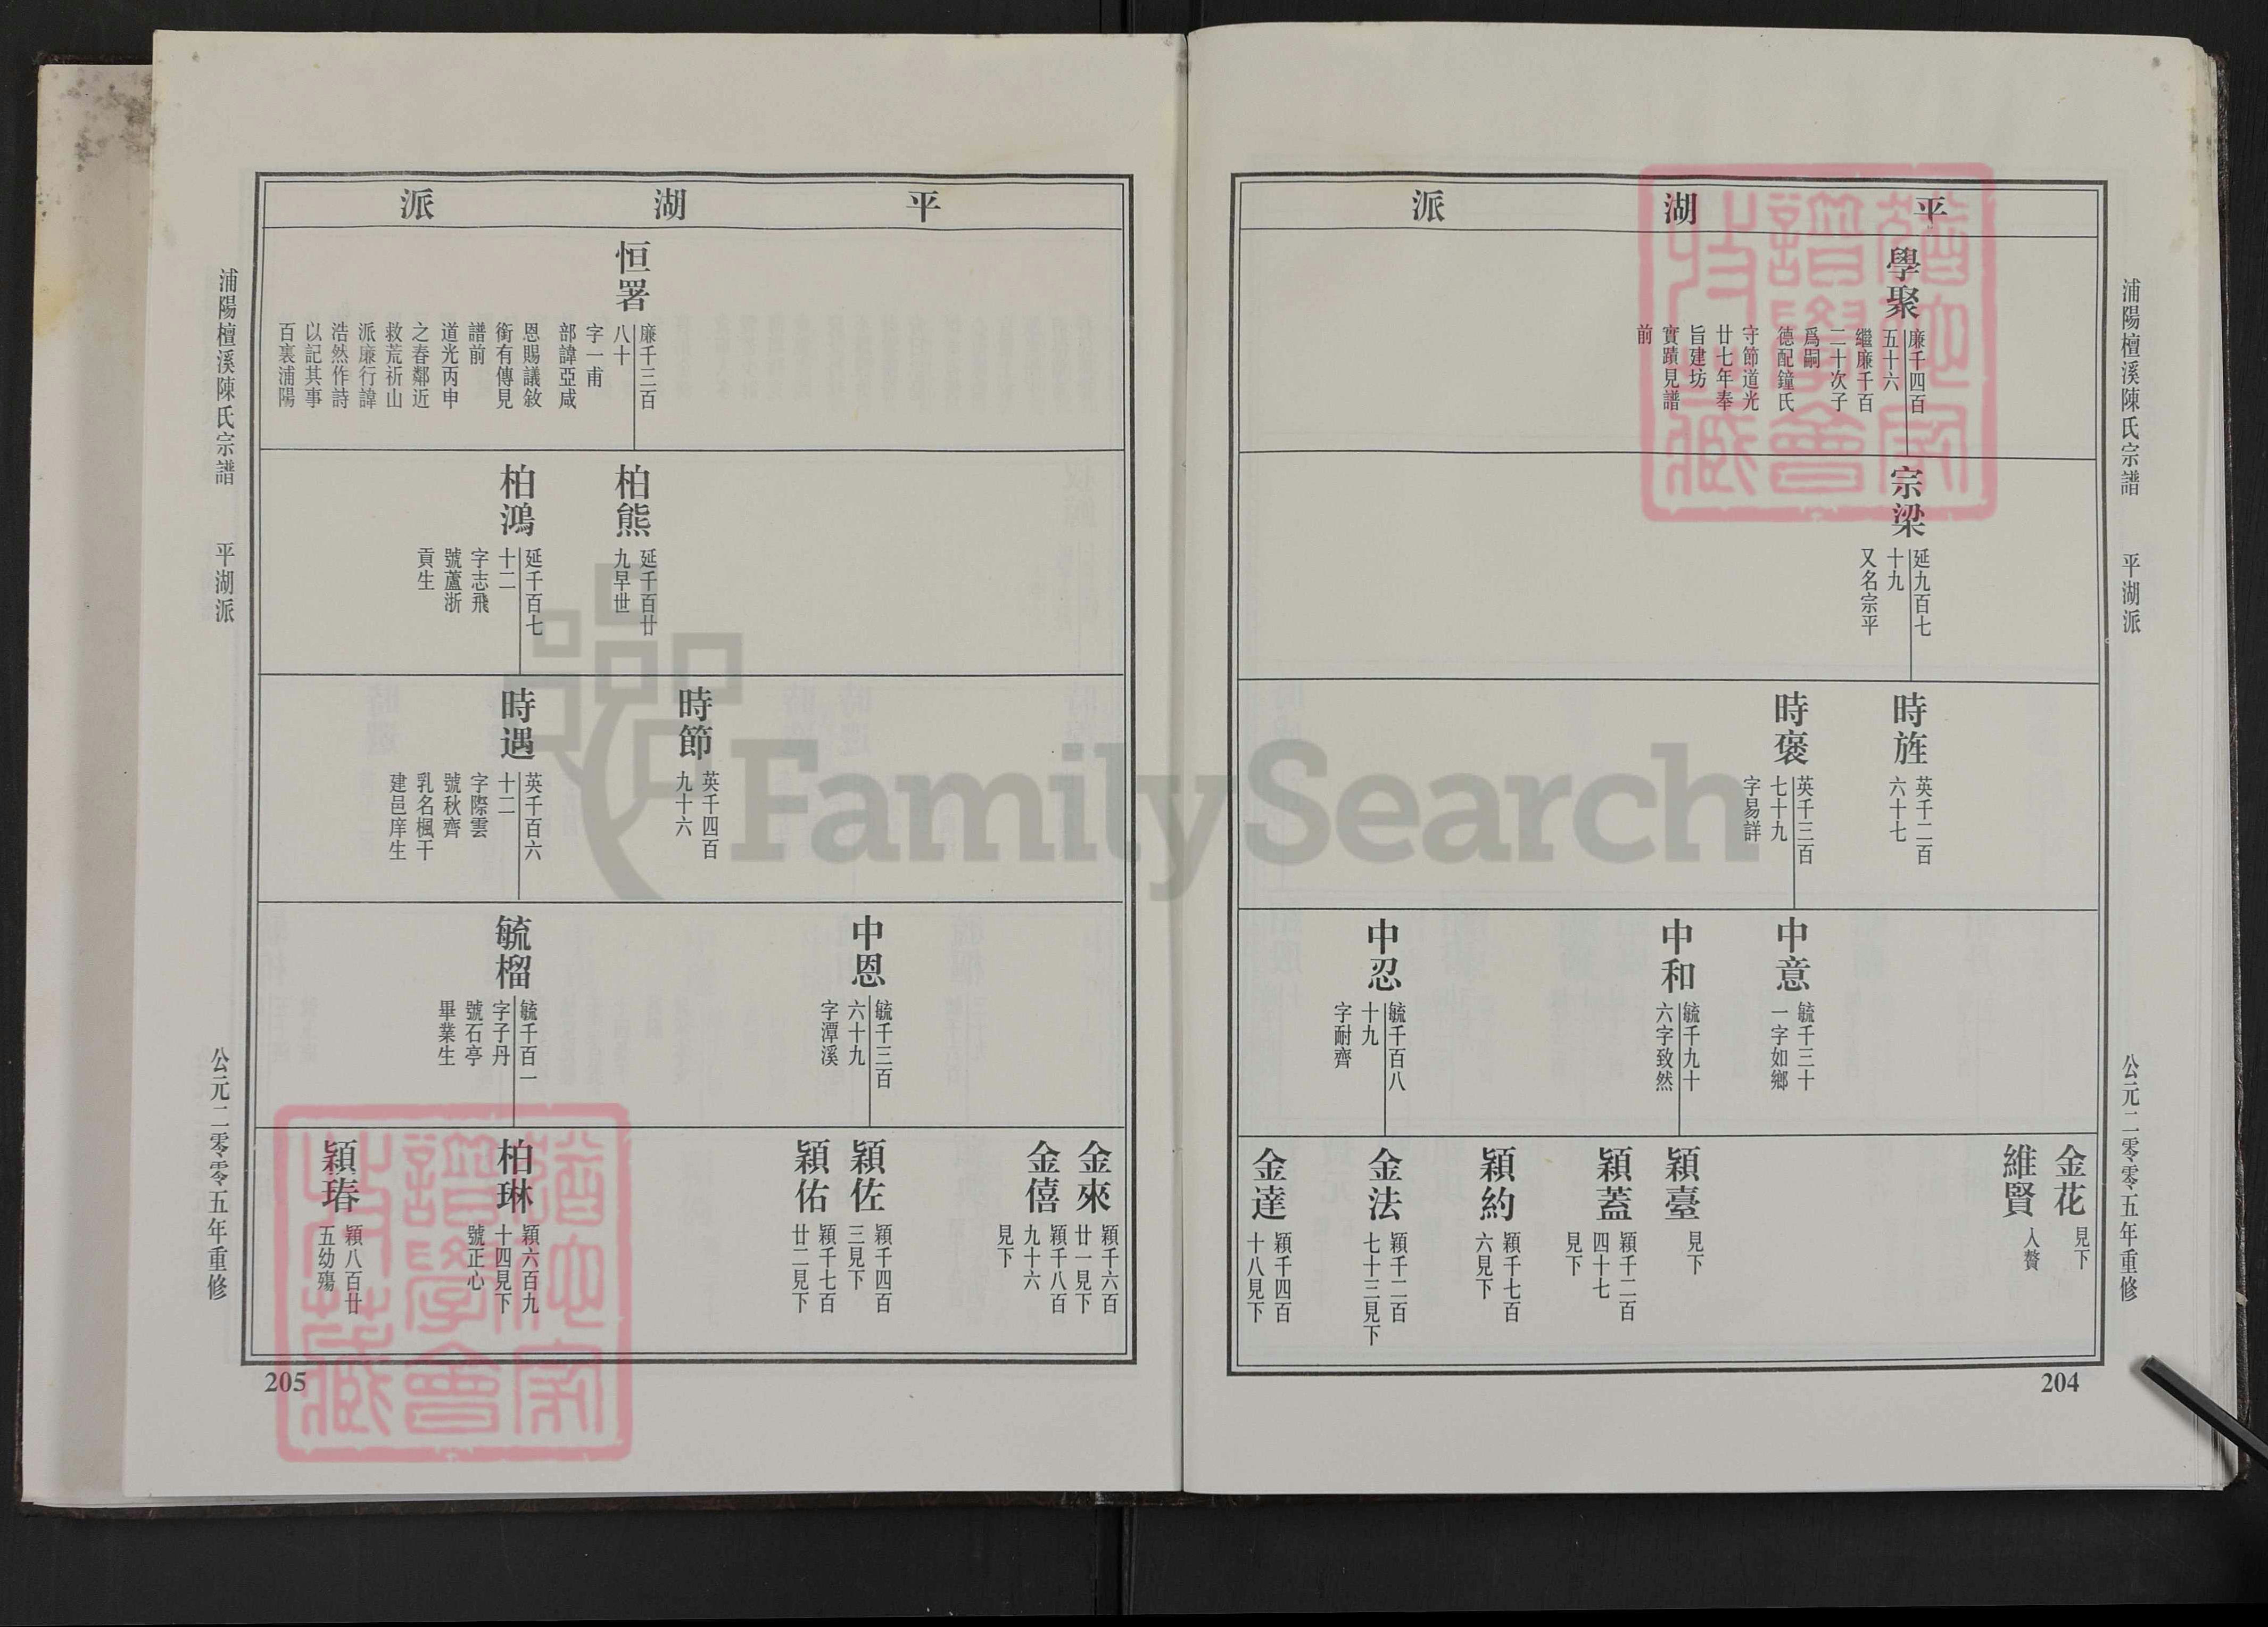 浦陽檀溪陳氏宗譜
平湖派
公元二零零五年重修
平湖派
學聚
廉千四百
五十六
繼廉千百
二十次子
爲嗣
德配鐘氏
守節道光
廿七年奉
旨建坊
實蹟見譜
前
宗梁
延九百七
十九
又名宗平
時旌
英千二百
六十七
時褒
英千三百
七十九
字易詳
中意
毓千三十
一字如鄉
中和
毓千九十
六字致然
中忍
毓千百八
十九
字耐齊
金花
見下
維賢
入贅
穎臺
見下
穎蓋
穎千二百
四十七
見下
穎約
穎千七百
六見下
金法
穎千二百
七十三見下
金達
穎千四百
十八見下
204
平湖派
恒署
廉千三百
八十
字一甫
部諱亞咸
恩賜議敘
銜有傳見
譜前
道光丙申
之春鄰近
救荒祈山
派廉行諱
浩然作詩
以記其事
百裏浦陽
柏熊
延千百廿
九早世
柏鴻
延千百七
十二
字志飛
號蘆浙
貢生
時節
英千四百
九十六
時遇
英千百六
十二
字際雲
號秋齊
乳名楓干
建邑庠生
中恩
毓千三百
六十九
字潭溪
毓榴
毓千百一
字子丹
號石亭
畢業生
金來
穎千六百
廿一見下
金僖
穎千八百
九十六
見下
穎佐
穎千四百
三見下
穎佑
穎千七百
廿二見下
柏琳
穎六百九
十四見下
號正心
穎瑃
穎八百廿
五幼殤
浦陽檀溪陳氏宗譜
平湖派
公元二零零五年重修
205
FamilySearch